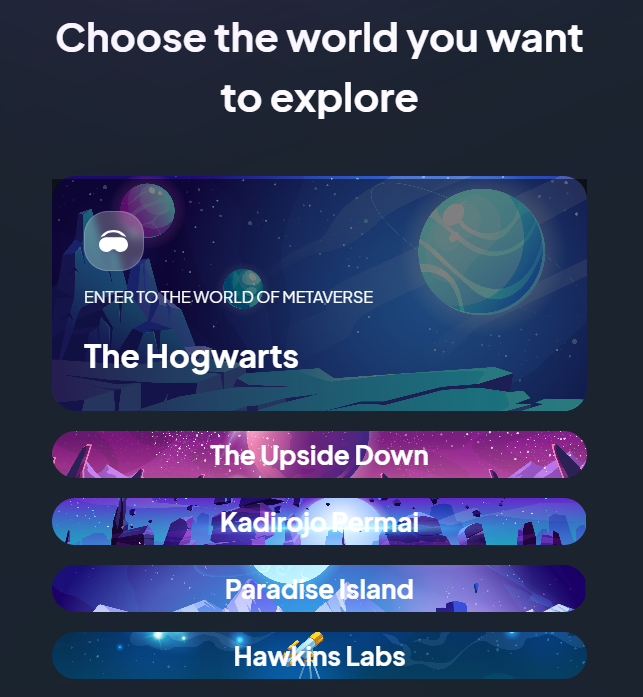 Choose the world you want
to explore
ENTER TO THE WORLD OF METAVERSE
The Hogwarts
The Upside Down
Kadirojo Permai
Paradise Island
Hawkins Labs